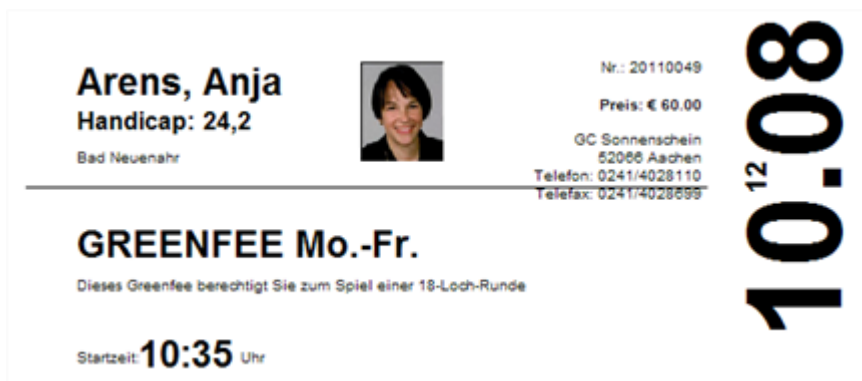 Arens, Anja
Handicap: 24,2
Bad Neuenahr
Nr.: 20110049
Preis: € 60.00
GC Sonnenschein
52066 Aachen
Telefon: 0241/4028110
Telefax: 0241/4028699
GREENFEE Mo.-Fr.
Dieses Greenfee berechtigt Sie zum Spiel einer 18-Loch-Runde
Startzeit: 10:35 Uhr
10.08
12